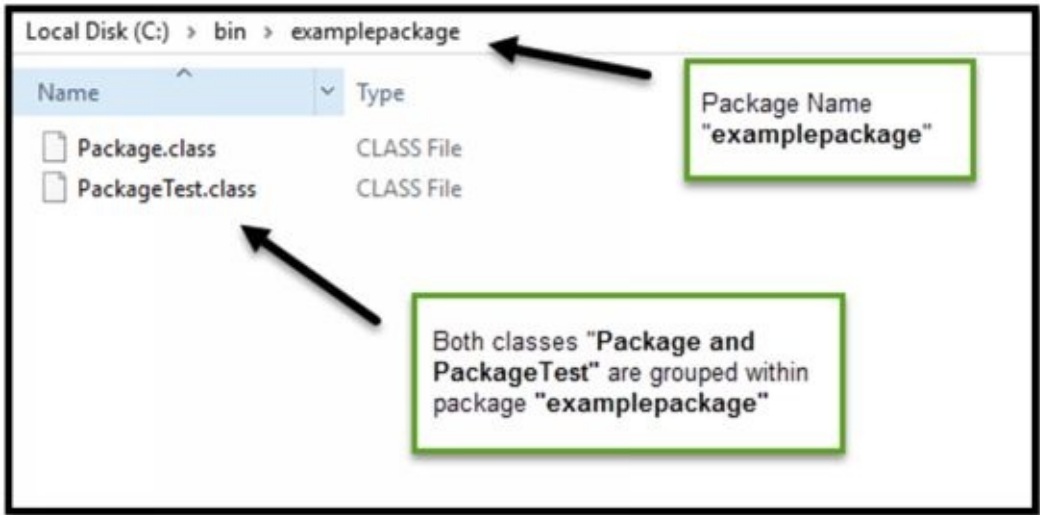 Local Disk (C:) > bin > examplepackage
Name Type
Package.class CLASS File
PackageTest.class CLASS File
Package Name
"examplepackage"
Both classes "Package and
PackageTest" are grouped within
package "examplepackage"